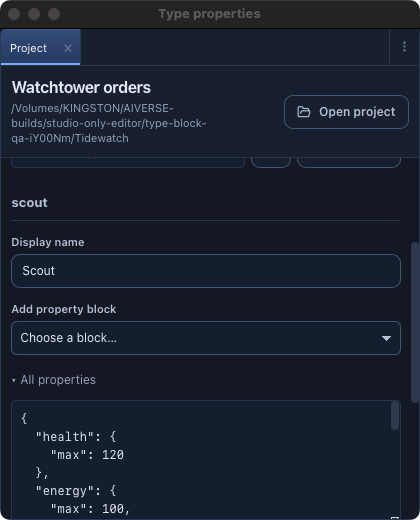 Type properties
Project
Watchtower orders
/Volumes/KINGSTON/AIVERSE-
builds/studio-only-editor/type-block-
qa-iY00Nm/Tidewatch
Open project
scout
Display name
Scout
Add property block
Choose a block...
All properties
{
"health": {
"max": 120
},
"energy": {
"max": 100,